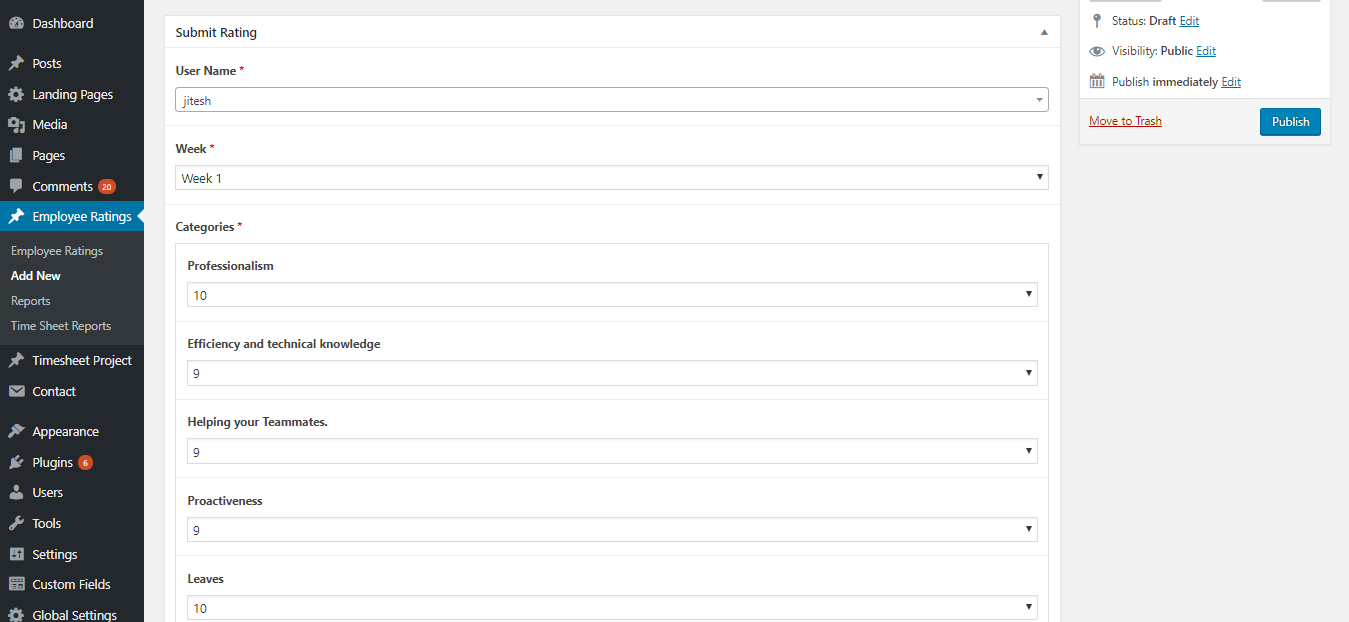 Dashboard
Posts
Landing Pages
Media
Pages
Comments 20
Employee Ratings
Employee Ratings
Add New
Reports
Time Sheet Reports
Timesheet Project
Contact
Appearance
Plugins 6
Users
Tools
Settings
Custom Fields
Global Settings
Submit Rating
User Name *
jitesh
Week *
Week 1
Categories *
Professionalism
10
Efficiency and technical knowledge
9
Helping your Teammates.
9
Proactiveness
9
Leaves
10
Status: Draft Edit
Visibility: Public Edit
Publish immediately Edit
Move to Trash
Publish